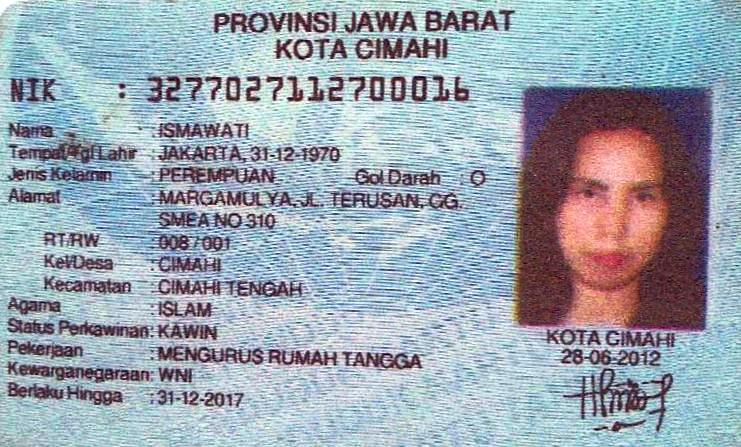 PROVINSI JAWA BARAT
KOTA CIMAHI
NIK : 3277027112700016
Nama : ISMAWATI
Tempat/Tgl Lahir : JAKARTA, 31-12-1970
Jenis Kelamin : PEREMPUAN Gol.Darah : O
Alamat : MARGAMULYA, JL. TERUSAN, GG.
SMEA NO 310
RT/RW : 008 / 001
Kel/Desa : CIMAHI
Kecamatan : CIMAHI TENGAH
Agama : ISLAM
Status Perkawinan: KAWIN
Pekerjaan : MENGURUS RUMAH TANGGA
Kewarganegaraan: WNI
Berlaku Hingga : 31-12-2017
KOTA CIMAHI
28-06-2012